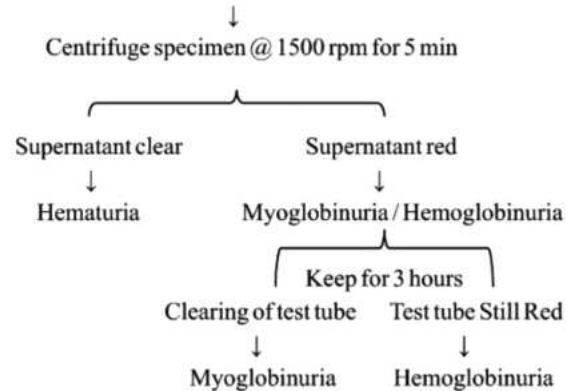 ↓
Centrifuge specimen @ 1500 rpm for 5 min
Supernatant clear Supernatant red
↓ ↓
Hematuria Myoglobinuria / Hemoglobinuria
Keep for 3 hours
Clearing of test tube Test tube Still Red
↓ ↓
Myoglobinuria Hemoglobinuria